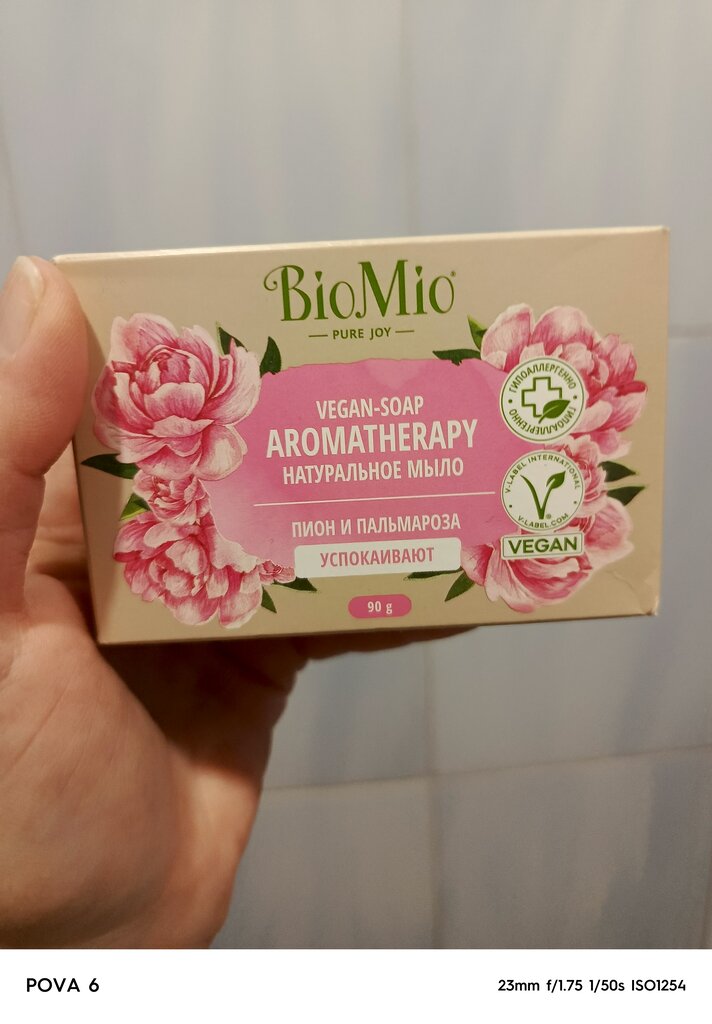 BioMio®
PURE JOY
VEGAN-SOAP
AROMATHERAPY
НАТУРАЛЬНОЕ МЫЛО
ПИОН И ПАЛЬМАРОЗА
УСПОКАИВАЮТ
90 g
ГИПОАЛЛЕРГЕННО • ГИПОАЛЛЕРГЕННО •
V-LABEL INTERNATIONAL
• V-LABEL.COM •
VEGAN
POVA 6
23mm f/1.75 1/50s ISO1254